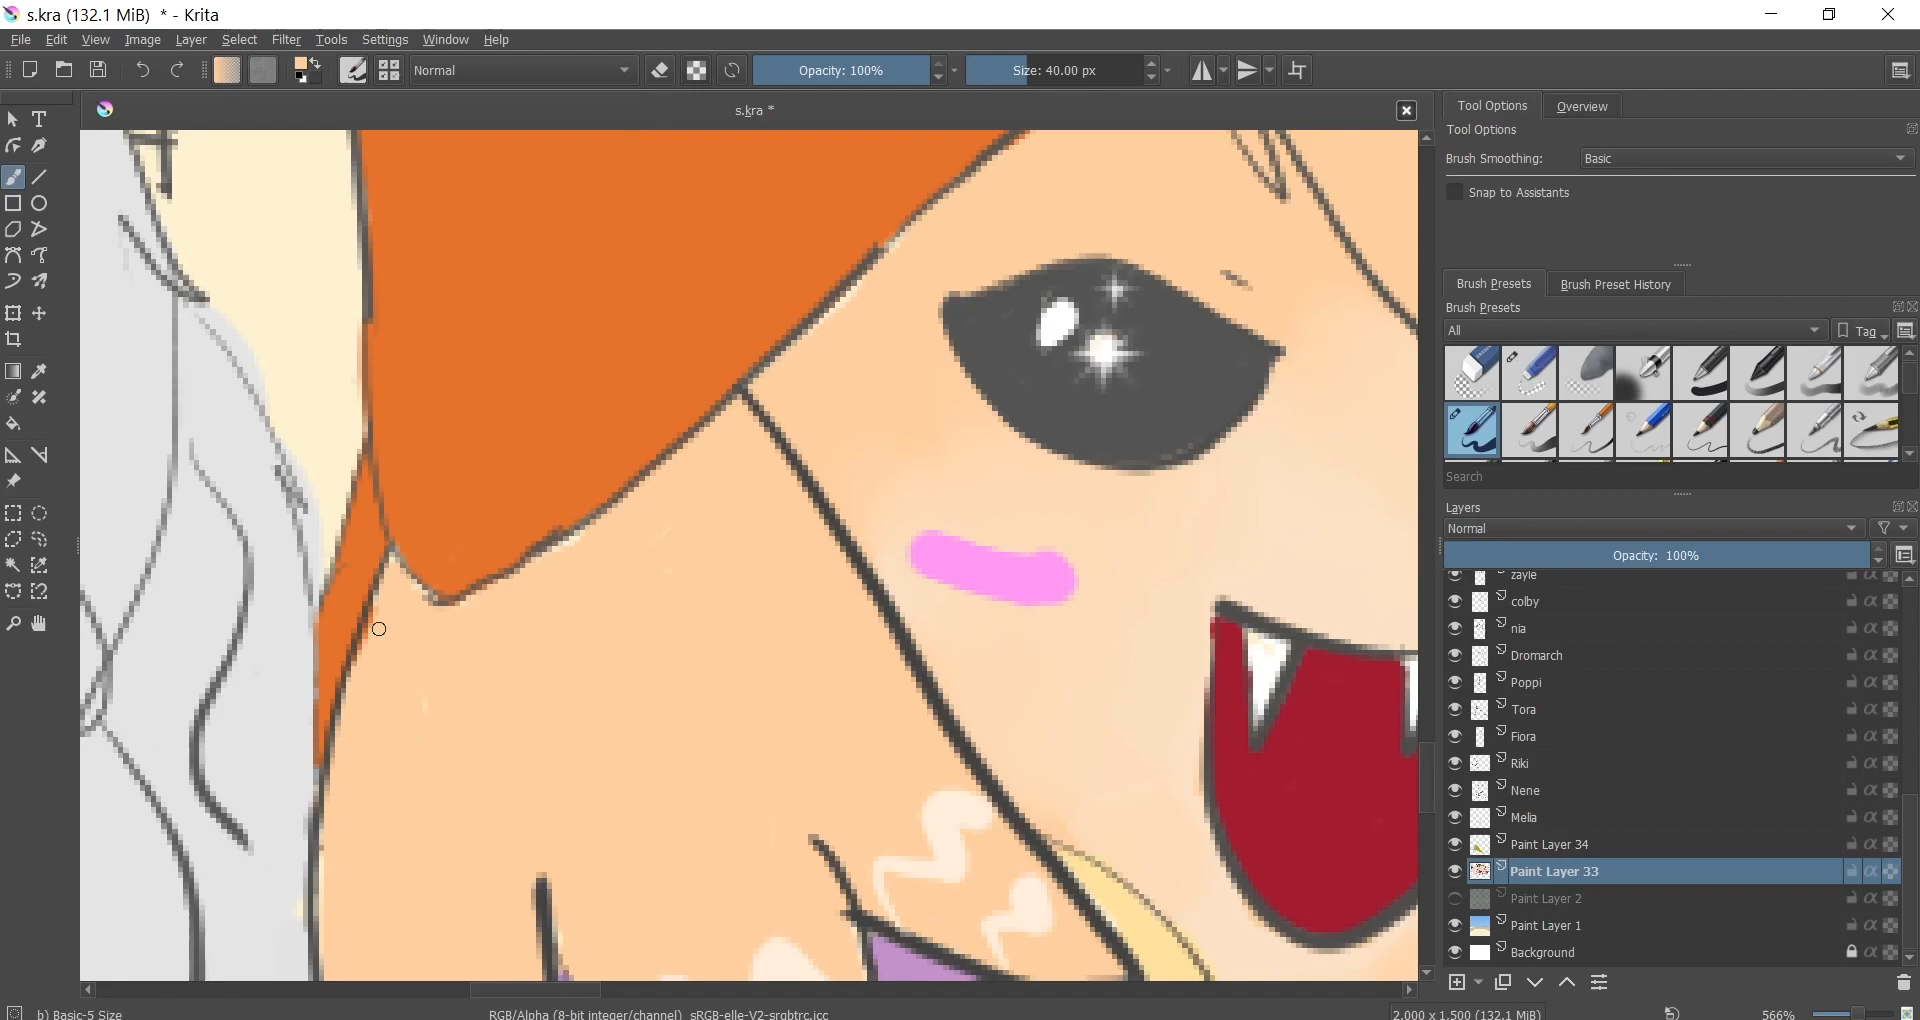 s.kra (132.1 MiB) * - Krita
File Edit View Image Layer Select Filter Tools Settings Window Help
Normal Opacity: 100% Size: 40.00 px
s.kra *
Tool Options Overview
Tool Options
Brush Smoothing: Basic
Snap to Assistants
Brush Presets Brush Preset History
Brush Presets
All Tag
Search
Layers
Normal
Opacity: 100%
zayle
colby
nia
Dromarch
Poppi
Tora
Fiora
Riki
Nene
Melia
Paint Layer 34
Paint Layer 33
Paint Layer 2
Paint Layer 1
Background
b) Basic-5 Size RGB/Alpha (8-bit integer/channel) sRGB-elle-V2-srgbtrc.icc 2,000 x 1,500 (132.1 MiB) 566%